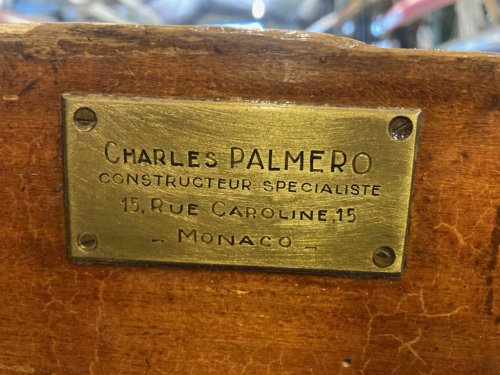 CHARLES PALMERO
CONSTRUCTEUR SPECIALISTE
15, RUE CAROLINE, 15
- MONACO -